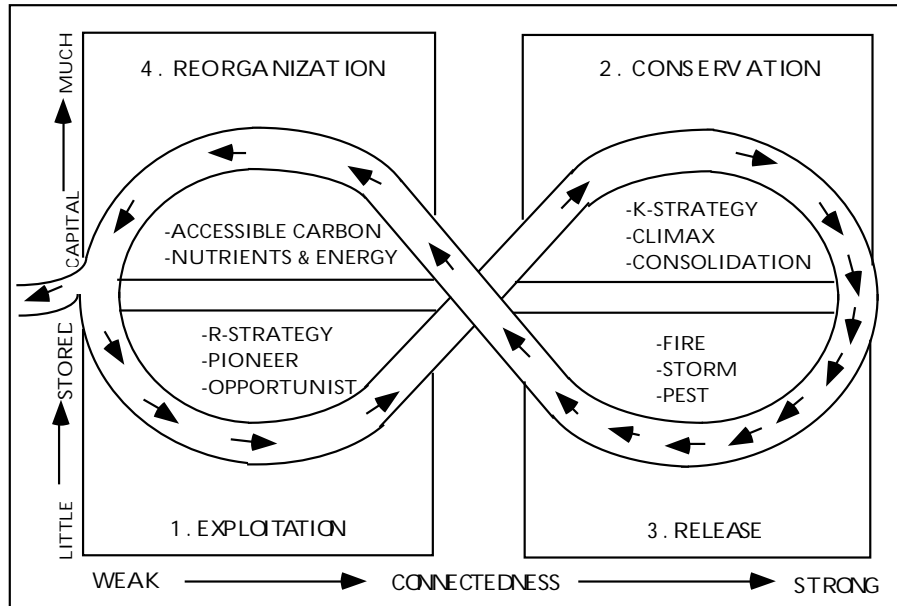 4. REORGANIZATION
2. CONSERVATION
-ACCESSIBLE CARBON
-NUTRIENTS & ENERGY
-K-STRATEGY
-CLIMAX
-CONSOLIDATION
-R-STRATEGY
-PIONEER
-OPPORTUNIST
-FIRE
-STORM
-PEST
1. EXPLOITATION
3. RELEASE
LITTLE STORED CAPITAL MUCH
WEAK CONNECTEDNESS STRONG